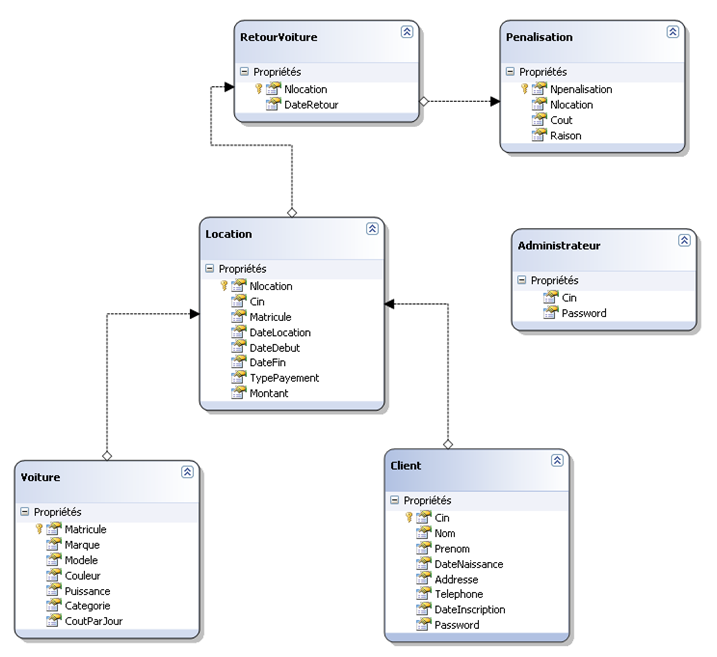 RetourVoiture
Propriétés
Nlocation
DateRetour
Penalisation
Propriétés
Npenalisation
Nlocation
Cout
Raison
Location
Propriétés
Nlocation
Cin
Matricule
DateLocation
DateDebut
DateFin
TypePayement
Montant
Administrateur
Propriétés
Cin
Password
Voiture
Propriétés
Matricule
Marque
Modele
Couleur
Puissance
Categorie
CoutParJour
Client
Propriétés
Cin
Nom
Prenom
DateNaissance
Addresse
Telephone
DateInscription
Password